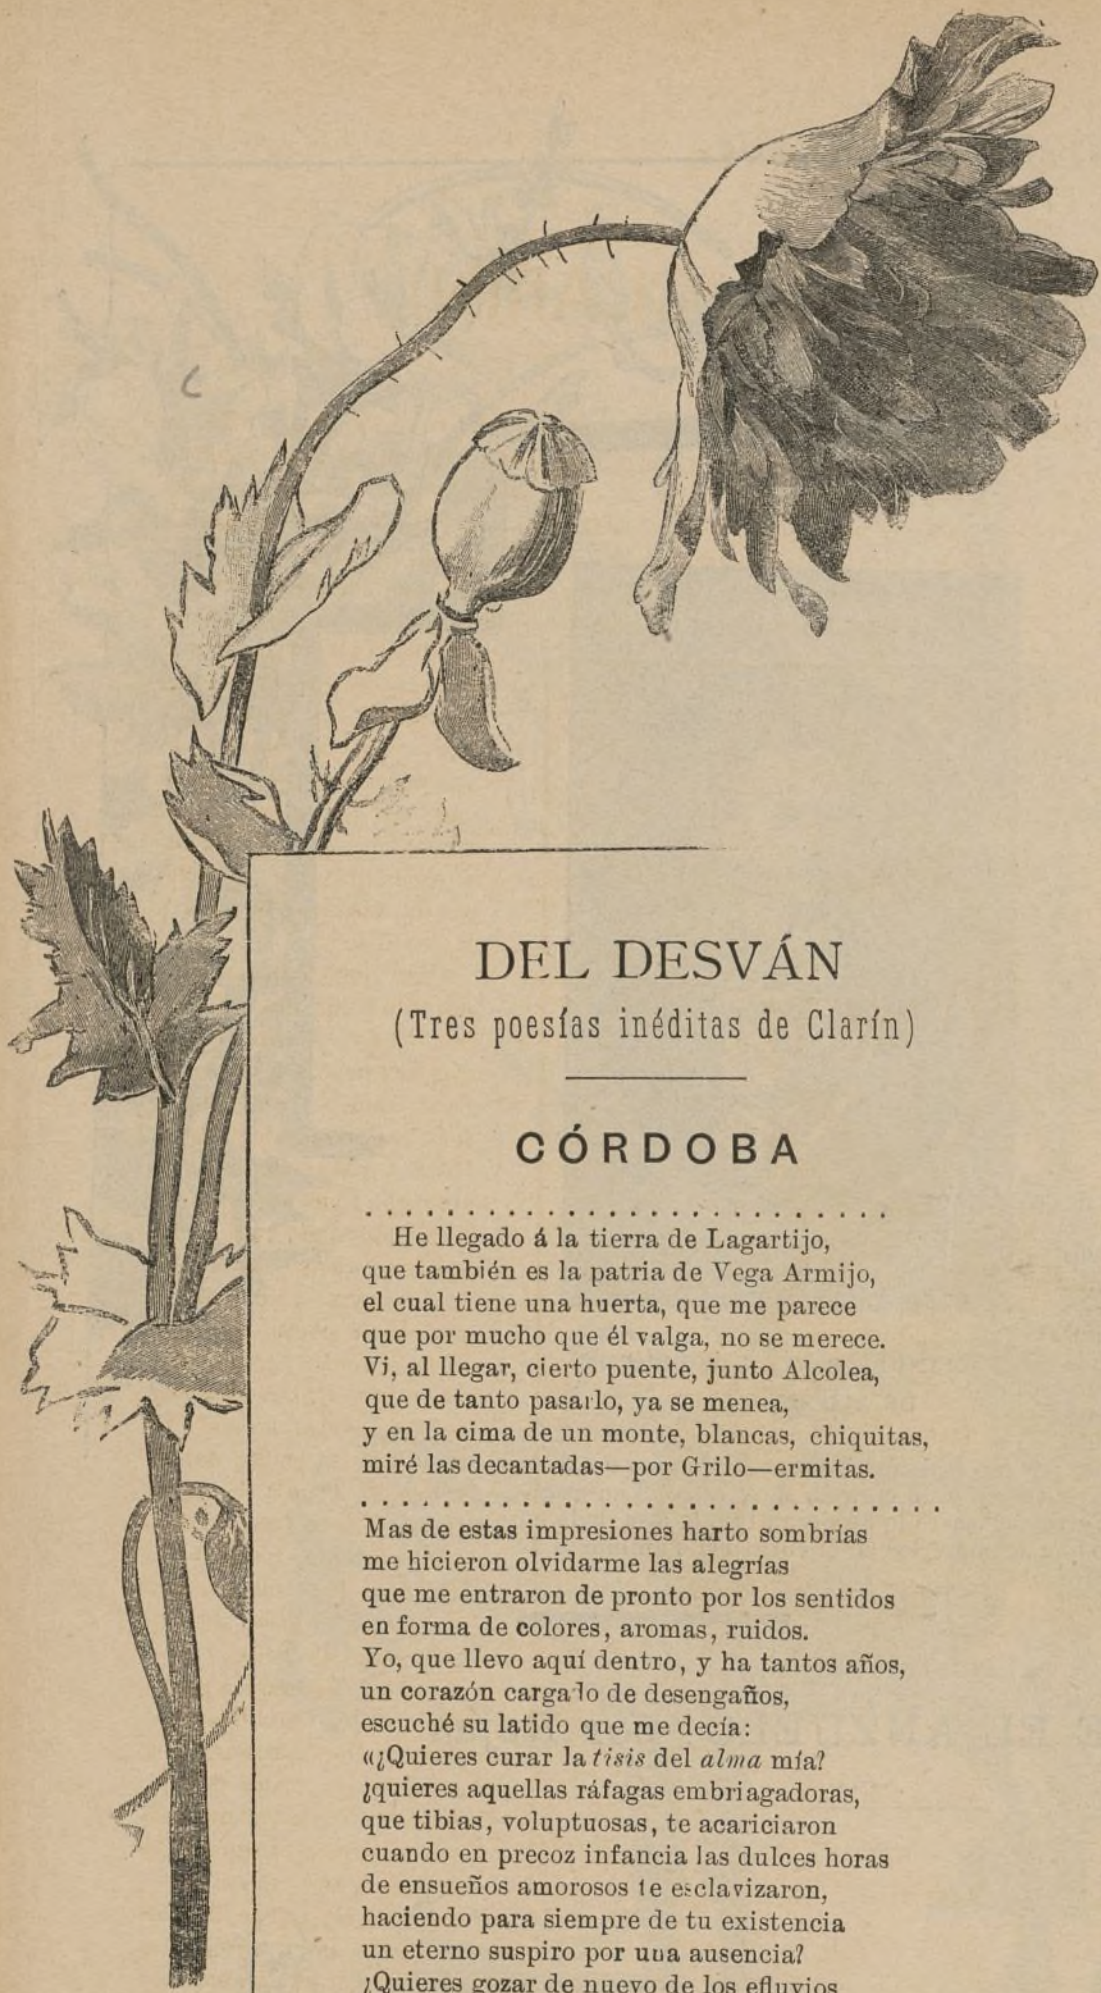 DEL DESVÁN
(Tres poesías inéditas de Clarín)
CÓRDOBA
. . . . . . . . . . . . . . . . . . . . . . . . . . .
He llegado á la tierra de Lagartijo,
que también es la patria de Vega Armijo,
el cual tiene una huerta, que me parece
que por mucho que él valga, no se merece.
Vi, al llegar, cierto puente, junto Alcolea,
que de tanto pasarlo, ya se menea,
y en la cima de un monte, blancas, chiquitas,
miré las decantadas—por Grilo—ermitas.
. . . . . . . . . . . . . . . . . . . . . . . . . . . . . .
Mas de estas impresiones harto sombrías
me hicieron olvidarme las alegrías
que me entraron de pronto por los sentidos
en forma de colores, aromas, ruidos.
Yo, que llevo aquí dentro, y ha tantos años,
un corazón cargado de desengaños,
escuché su latido que me decía:
«¿Quieres curar la tisis del alma mía?
¿quieres aquellas ráfagas embriagadoras,
que tibias, voluptuosas, te acariciaron
cuando en precoz infancia las dulces horas
de ensueños amorosos te esclavizaron,
haciendo para siempre de tu existencia
un eterno suspiro por una ausencia?
¿Quieres gozar de nuevo de los efluvios